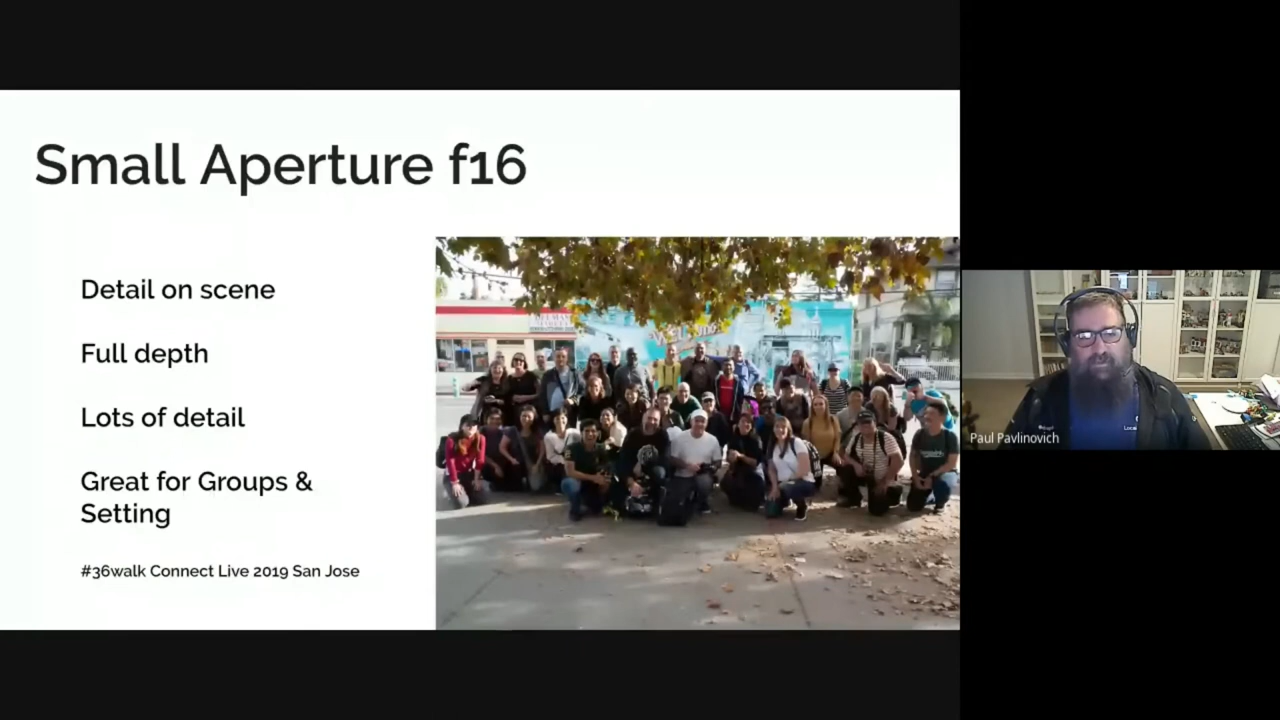 Small Aperture f16
Detail on scene
Full depth
Lots of detail
Great for Groups &
Setting
#36walk Connect Live 2019 San Jose
Paul Pavlinovich
Local